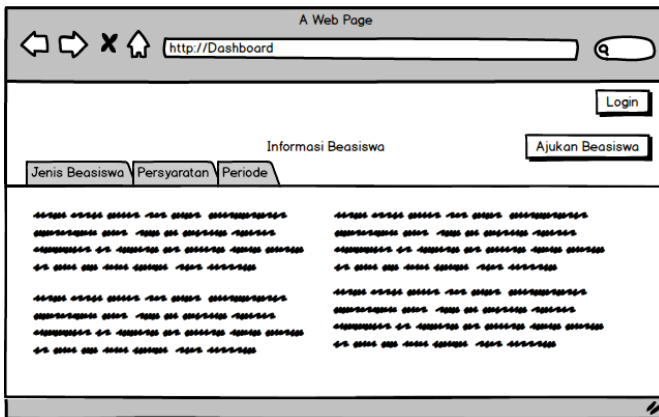 A Web Page
http://Dashboard
Login
Informasi Beasiswa
Ajukan Beasiswa
Jenis Beasiswa Persyaratan Periode